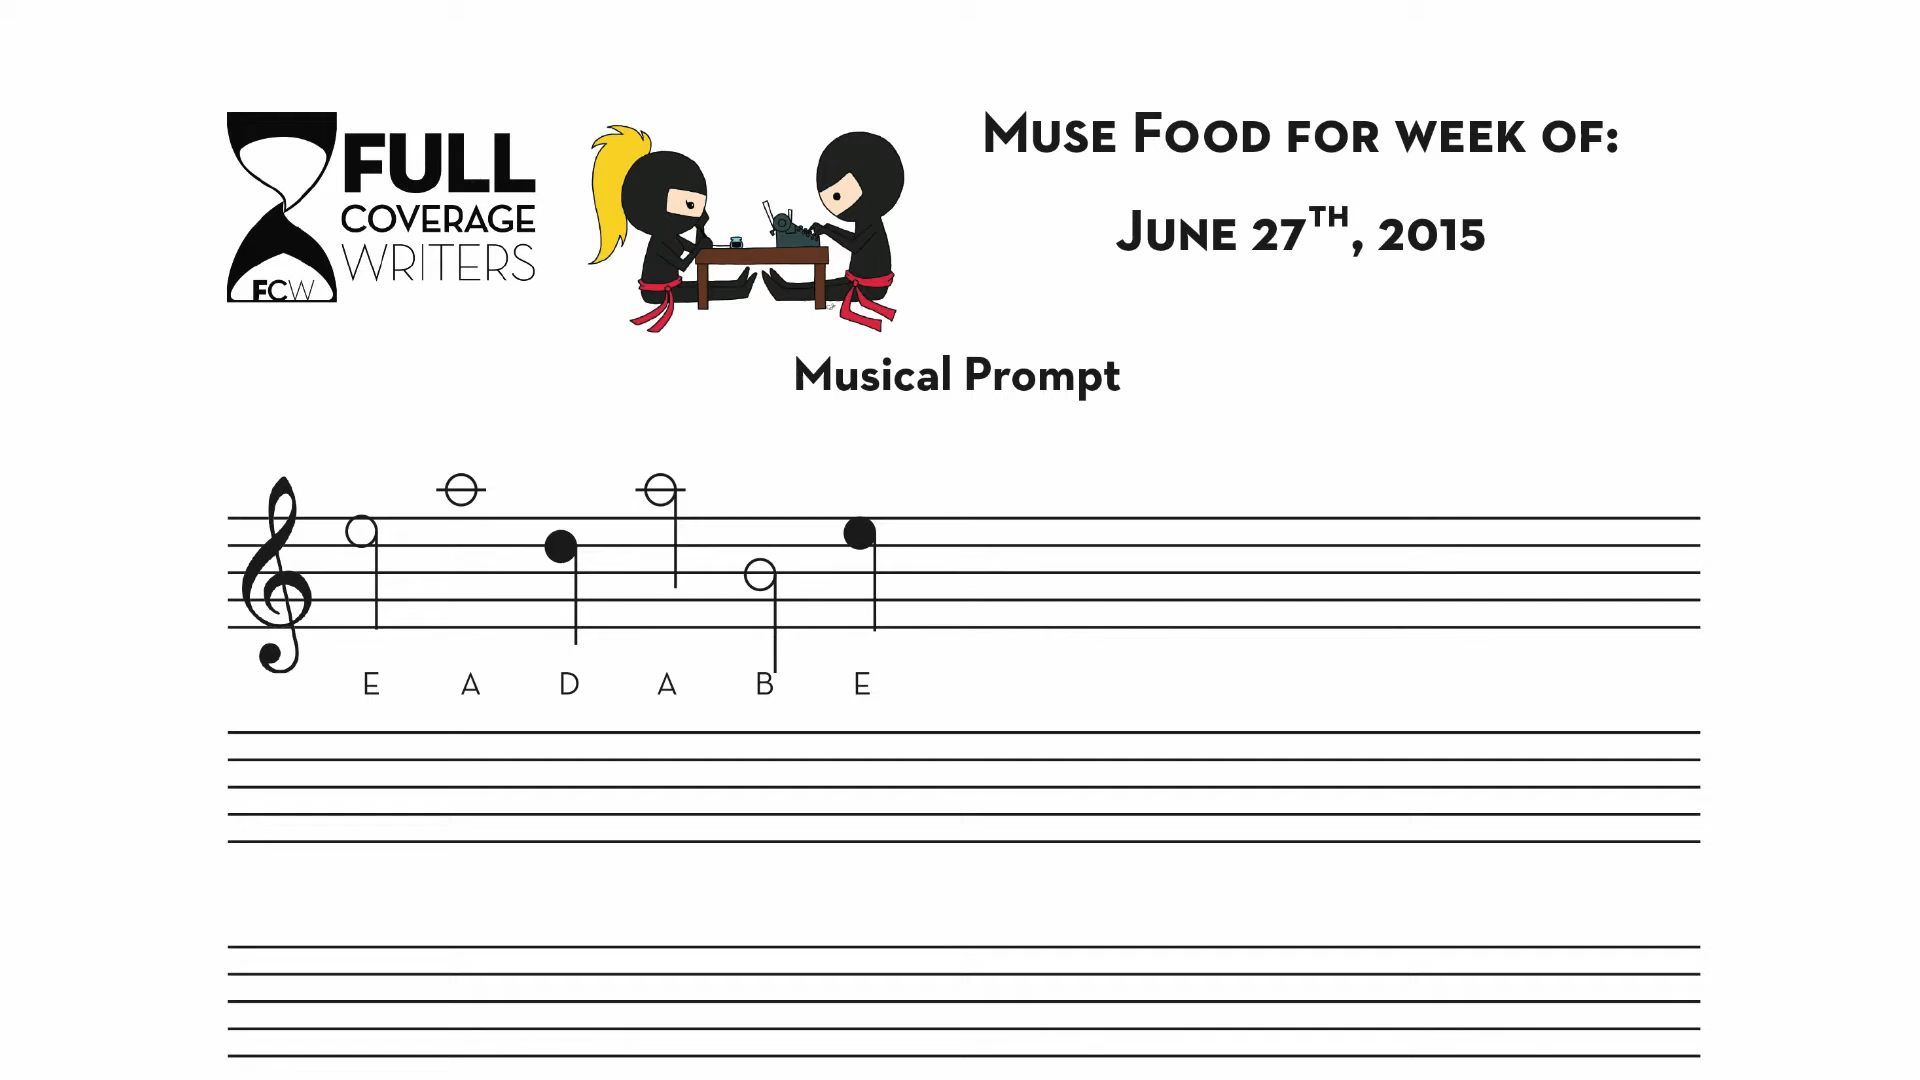 FULL
COVERAGE
WRITERS
FCW
Muse Food for week of:
June 27TH, 2015
Musical Prompt
E A D A B E